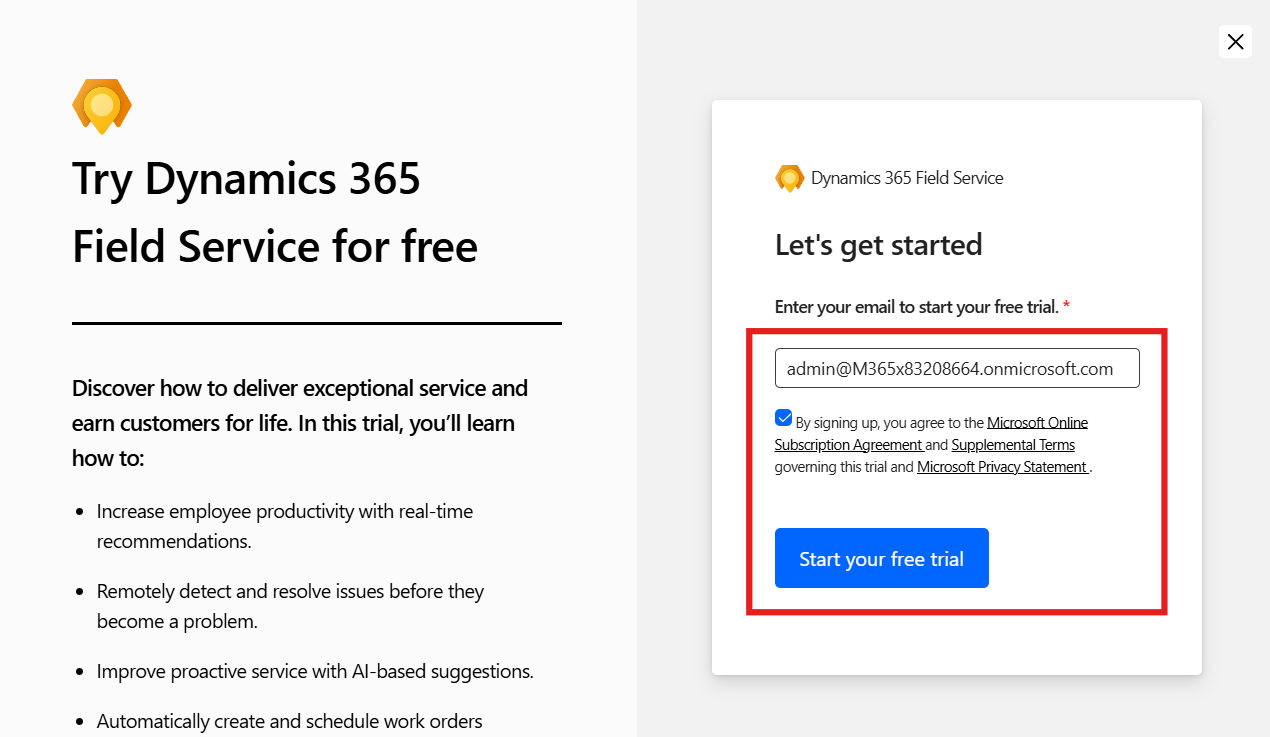 Try Dynamics 365
Field Service for free
Discover how to deliver exceptional service and
earn customers for life. In this trial, you’ll learn
how to:
• Increase employee productivity with real-time
recommendations.
• Remotely detect and resolve issues before they
become a problem.
• Improve proactive service with AI-based suggestions.
• Automatically create and schedule work orders
Dynamics 365 Field Service
Let's get started
Enter your email to start your free trial. *
admin@M365x83208664.onmicrosoft.com
By signing up, you agree to the Microsoft Online
Subscription Agreement and Supplemental Terms
governing this trial and Microsoft Privacy Statement .
Start your free trial